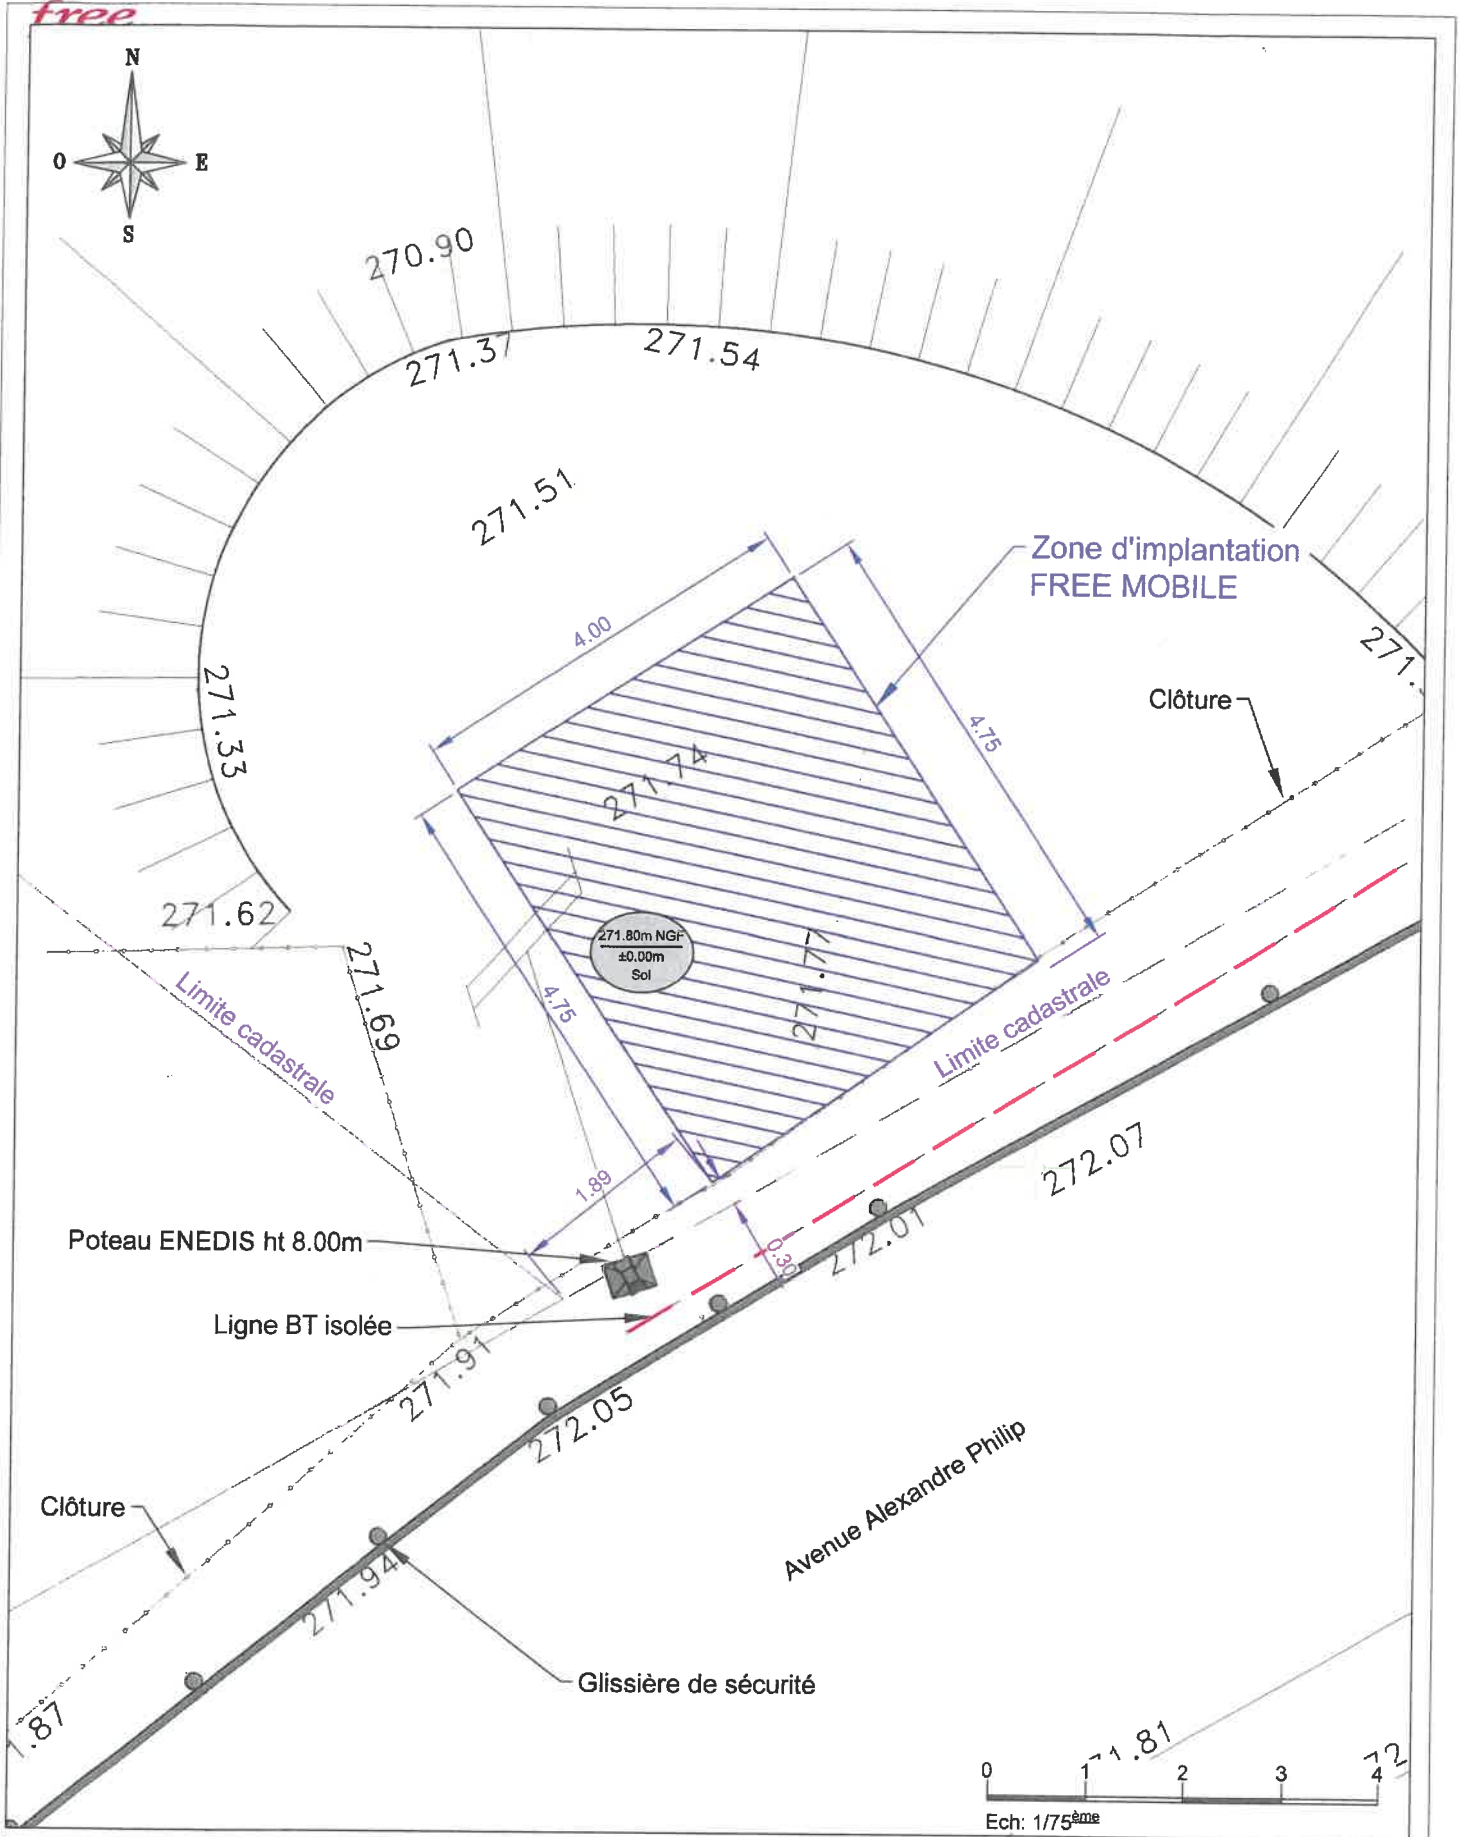 free
N
O
E
S
270.90
271.37
271.54
271.51
Zone d'implantation
FREE MOBILE
4.00
271.
271.33
4.75
Clôture
271.74
271.62
271.80m NGF
±0.00m
Sol
271.77
271.69
Limite cadastrale
4.75
Limite cadastrale
272.07
1.89
Poteau ENEDIS ht 8.00m
0.30
272.01
Ligne BT isolée
271.91
272.05
Avenue Alexandre Philip
Clôture
271.94
Glissière de sécurité
1.87
71.81
72
0 1 2 3 4
Ech: 1/75ème